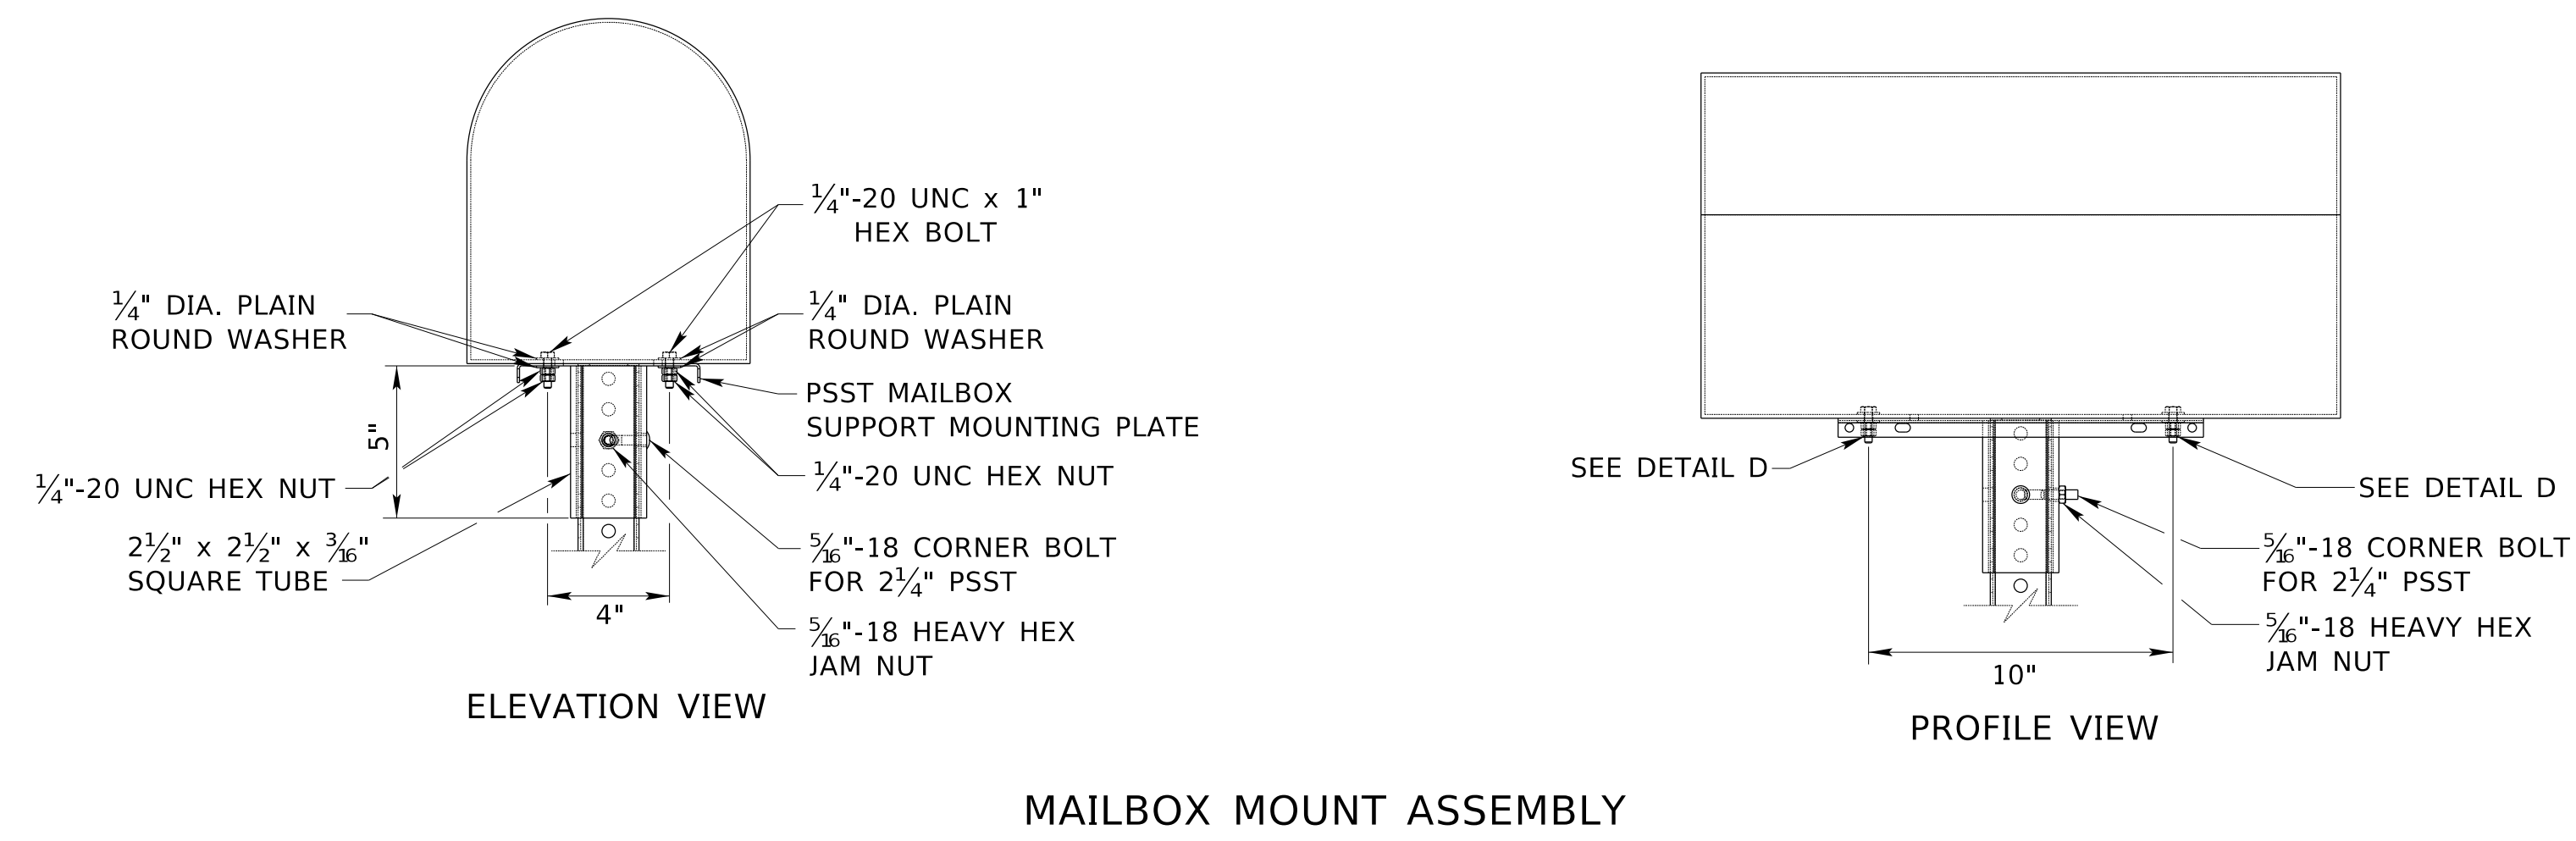 ¼"-20 UNC x 1"
HEX BOLT
¼" DIA. PLAIN
ROUND WASHER
¼" DIA. PLAIN
ROUND WASHER
PSST MAILBOX
SUPPORT MOUNTING PLATE
5"
¼"-20 UNC HEX NUT
¼"-20 UNC HEX NUT
2½" x 2½" x 3⁄16"
SQUARE TUBE
5⁄16"-18 CORNER BOLT
FOR 2¼" PSST
4"
5⁄16"-18 HEAVY HEX
JAM NUT
ELEVATION VIEW
SEE DETAIL D
SEE DETAIL D
5⁄16"-18 CORNER BOLT
FOR 2¼" PSST
5⁄16"-18 HEAVY HEX
JAM NUT
10"
PROFILE VIEW
MAILBOX MOUNT ASSEMBLY